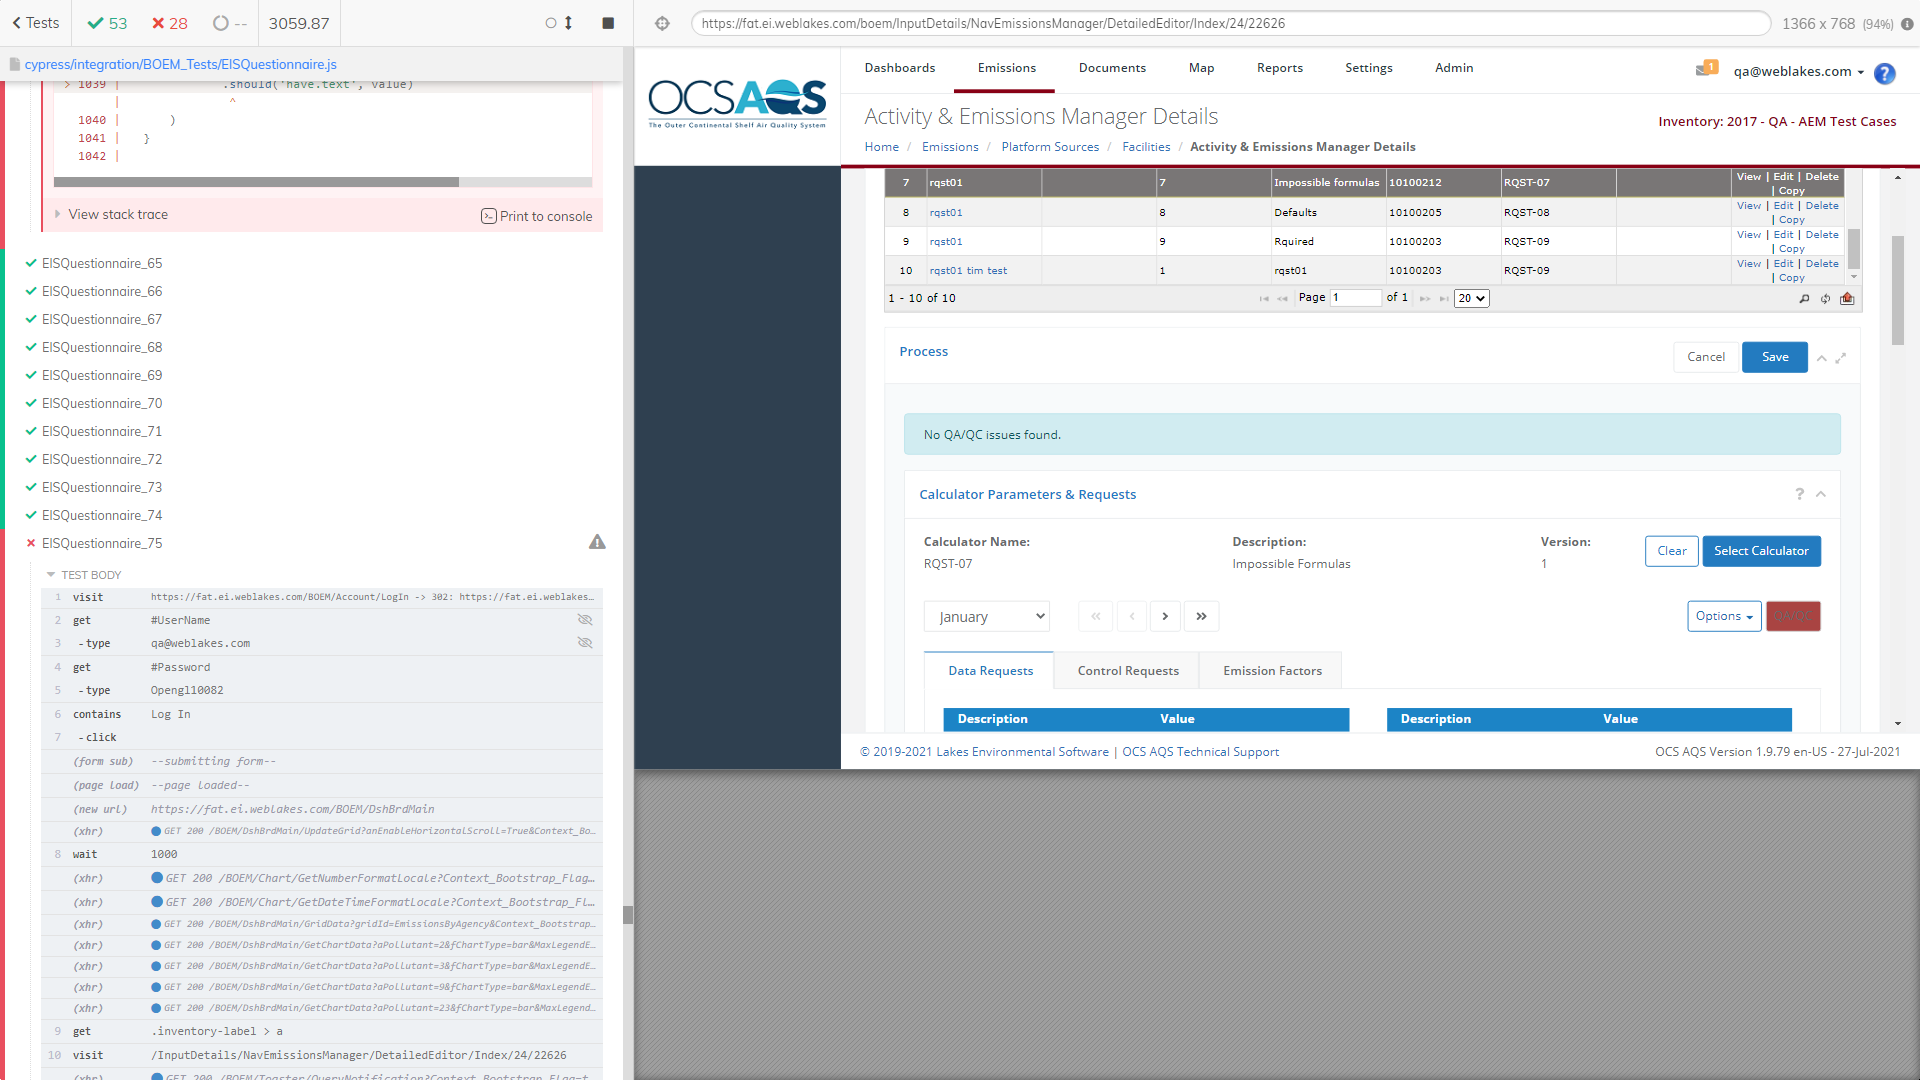 Tests
53
28
--
3059.87
https://fat.ei.weblakes.com/boem/InputDetails/NavEmissionsManager/DetailedEditor/Index/24/22626
1366 x 768 (94%)
cypress/integration/BOEM_Tests/EISQuestionnaire.js
> 1039 | .should('have.text', value)
| ^
1040 | )
1041 | }
1042 |
View stack trace
Print to console
EISQuestionnaire_65
EISQuestionnaire_66
EISQuestionnaire_67
EISQuestionnaire_68
EISQuestionnaire_69
EISQuestionnaire_70
EISQuestionnaire_71
EISQuestionnaire_72
EISQuestionnaire_73
EISQuestionnaire_74
EISQuestionnaire_75
TEST BODY
1 visit https://fat.ei.weblakes.com/BOEM/Account/LogIn -> 302: https://fat.ei.weblakes…
2 get #UserName
3 -type qa@weblakes.com
4 get #Password
5 -type Opengl10082
6 contains Log In
7 -click
(form sub) --submitting form--
(page load) --page loaded--
(new url) https://fat.ei.weblakes.com/BOEM/DshBrdMain
(xhr) GET 200 /BOEM/DshBrdMain/UpdateGrid?anEnableHorizontalScroll=True&Context_Bo…
8 wait 1000
(xhr) GET 200 /BOEM/Chart/GetNumberFormatLocale?Context_Bootstrap_Flag…
(xhr) GET 200 /BOEM/Chart/GetDateTimeFormatLocale?Context_Bootstrap_Fl…
(xhr) GET 200 /BOEM/DshBrdMain/GridData?gridId=EmissionsByAgency&Context_Bootstrap…
(xhr) GET 200 /BOEM/DshBrdMain/GetChartData?aPollutant=2&fChartType=bar&MaxLegendE…
(xhr) GET 200 /BOEM/DshBrdMain/GetChartData?aPollutant=3&fChartType=bar&MaxLegendE…
(xhr) GET 200 /BOEM/DshBrdMain/GetChartData?aPollutant=9&fChartType=bar&MaxLegendE…
(xhr) GET 200 /BOEM/DshBrdMain/GetChartData?aPollutant=23&fChartType=bar&MaxLegend…
9 get .inventory-label > a
10 visit /InputDetails/NavEmissionsManager/DetailedEditor/Index/24/22626
(xhr) GET 200 /BOEM/Toaster/QueryNotification?Context_Bootstrap_Flag=t…
OCSAQS
The Outer Continental Shelf Air Quality System
Dashboards
Emissions
Documents
Map
Reports
Settings
Admin
1
qa@weblakes.com
?
Activity & Emissions Manager Details
Inventory: 2017 - QA - AEM Test Cases
Home / Emissions / Platform Sources / Facilities / Activity & Emissions Manager Details
7 rqst01 7 Impossible formulas 10100212 RQST-07 View | Edit | Delete | Copy
8 rqst01 8 Defaults 10100205 RQST-08 View | Edit | Delete | Copy
9 rqst01 9 Rquired 10100203 RQST-09 View | Edit | Delete | Copy
10 rqst01 tim test 1 rqst01 10100203 RQST-09 View | Edit | Delete | Copy
1 - 10 of 10
Page 1 of 1
20
Process
Cancel
Save
No QA/QC issues found.
Calculator Parameters & Requests
?
Calculator Name:
Description:
Version:
RQST-07
Impossible Formulas
1
Clear
Select Calculator
January
Options
Data Requests
Control Requests
Emission Factors
Description Value
Description Value
© 2019-2021 Lakes Environmental Software | OCS AQS Technical Support
OCS AQS Version 1.9.79 en-US - 27-Jul-2021